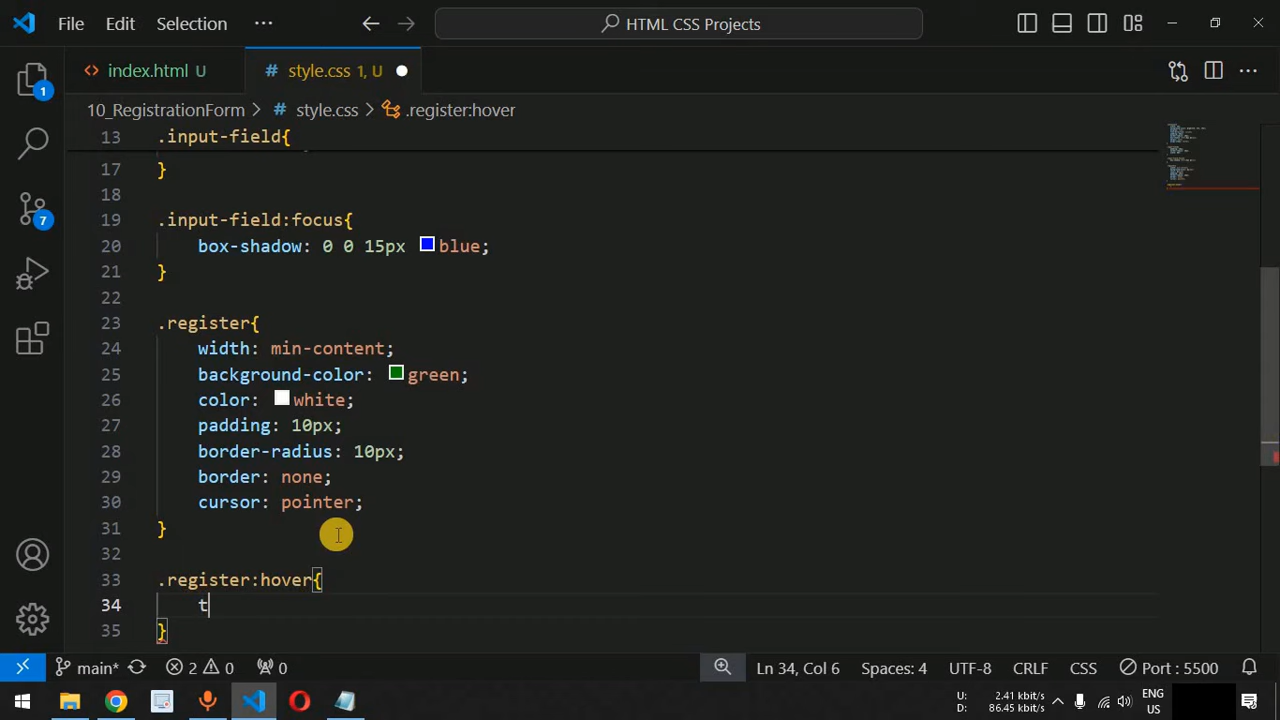 File Edit Selection ··· HTML CSS Projects
index.html U style.css 1, U
10_RegistrationForm > style.css > .register:hover
13 .input-field{
17 }
18
19 .input-field:focus{
20 box-shadow: 0 0 15px blue;
21 }
22
23 .register{
24 width: min-content;
25 background-color: green;
26 color: white;
27 padding: 10px;
28 border-radius: 10px;
29 border: none;
30 cursor: pointer;
31 }
32
33 .register:hover{
34 t
35 }
1
7
main* 2 0 0 Ln 34, Col 6 Spaces: 4 UTF-8 CRLF CSS Port : 5500
U: 2.41 kbit/s ENG
D: 86.45 kbit/s US